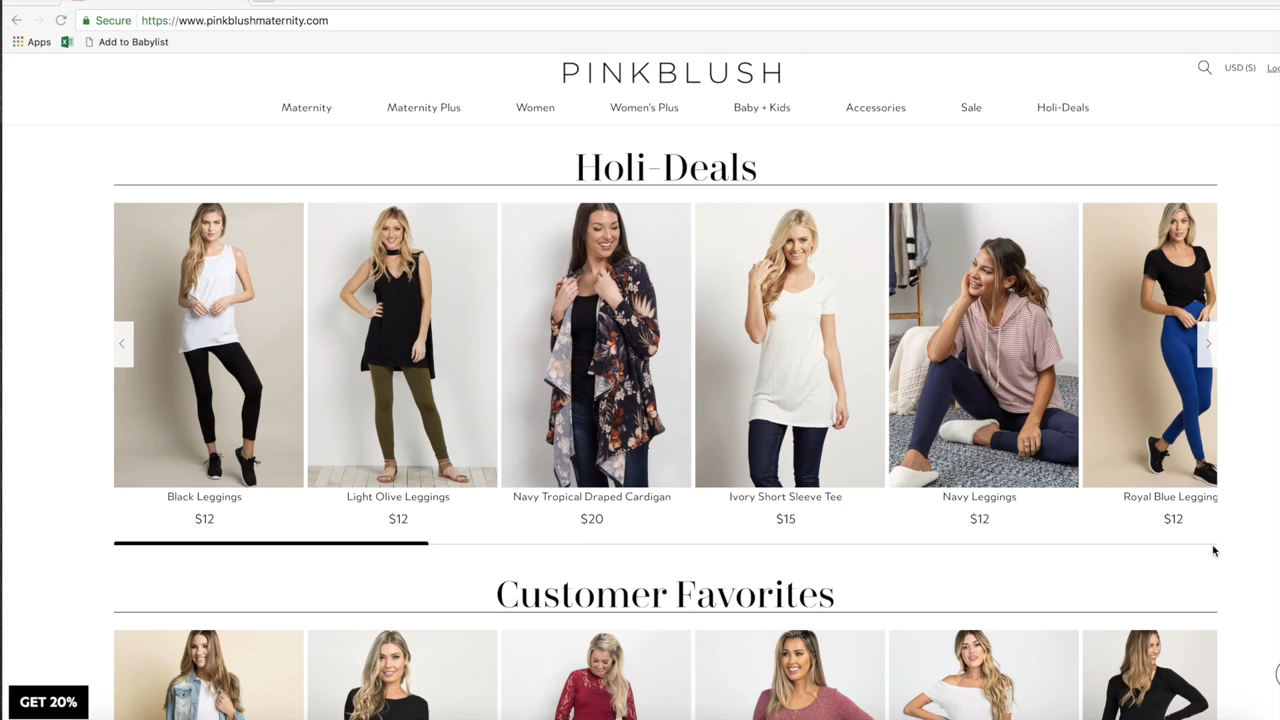 Secure https://www.pinkblushmaternity.com
Apps Add to Babylist
PINKBLUSH
USD ($)
Maternity Maternity Plus Women Women's Plus Baby + Kids Accessories Sale Holi-Deals
Holi-Deals
Black Leggings Light Olive Leggings Navy Tropical Draped Cardigan Ivory Short Sleeve Tee Navy Leggings Royal Blue Legging
$12 $12 $20 $15 $12 $12
Customer Favorites
GET 20%